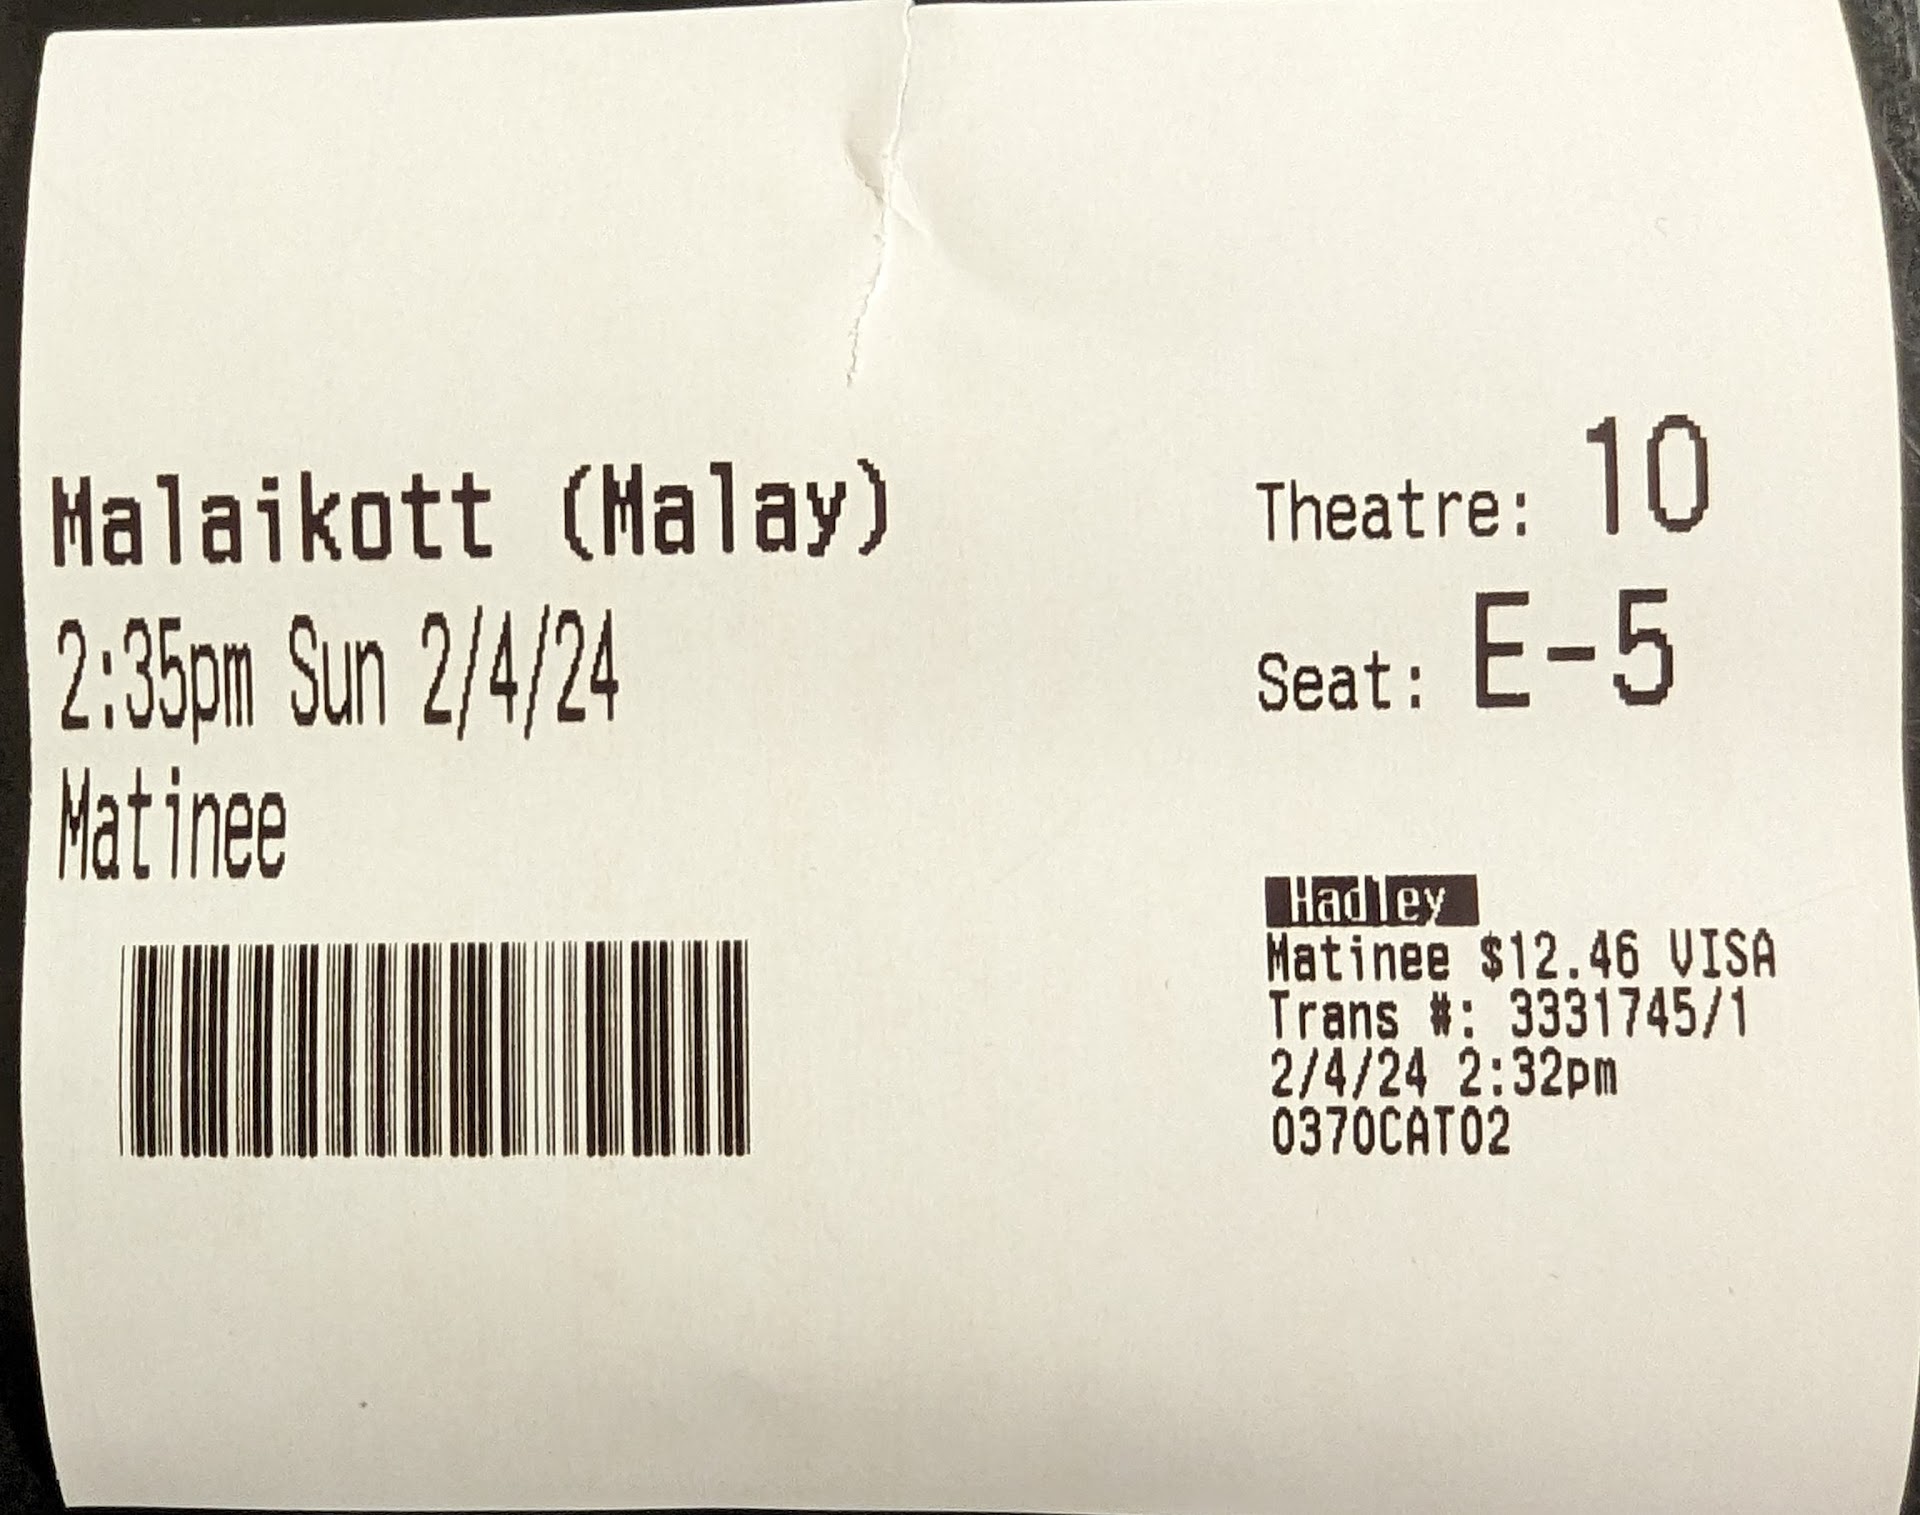 Malaikott (Malay)
2:35pm Sun 2/4/24
Matinee
Theatre: 10
Seat: E-5
Hadley
Matinee $12.46 VISA
Trans #: 3331745/1
2/4/24 2:32pm
0370CAT02